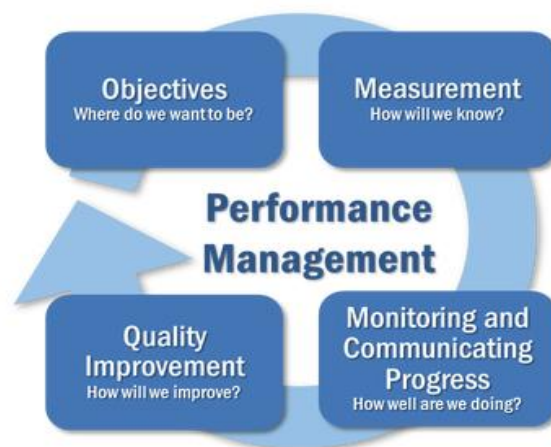 Objectives
Where do we want to be?
Measurement
How will we know?
Performance
Management
Quality
Improvement
How will we improve?
Monitoring and
Communicating
Progress
How well are we doing?